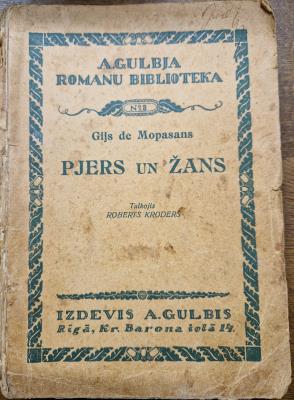 A. GULBJA
ROMANU BIBLIOTEKA
Nº 8
Gijs de Mopasans
PJERS UN ŽANS
Tulkojis
ROBERTS KRODERS
IZDEVIS A. GULBIS
Rīgā, Kr. Barona ielā 14.